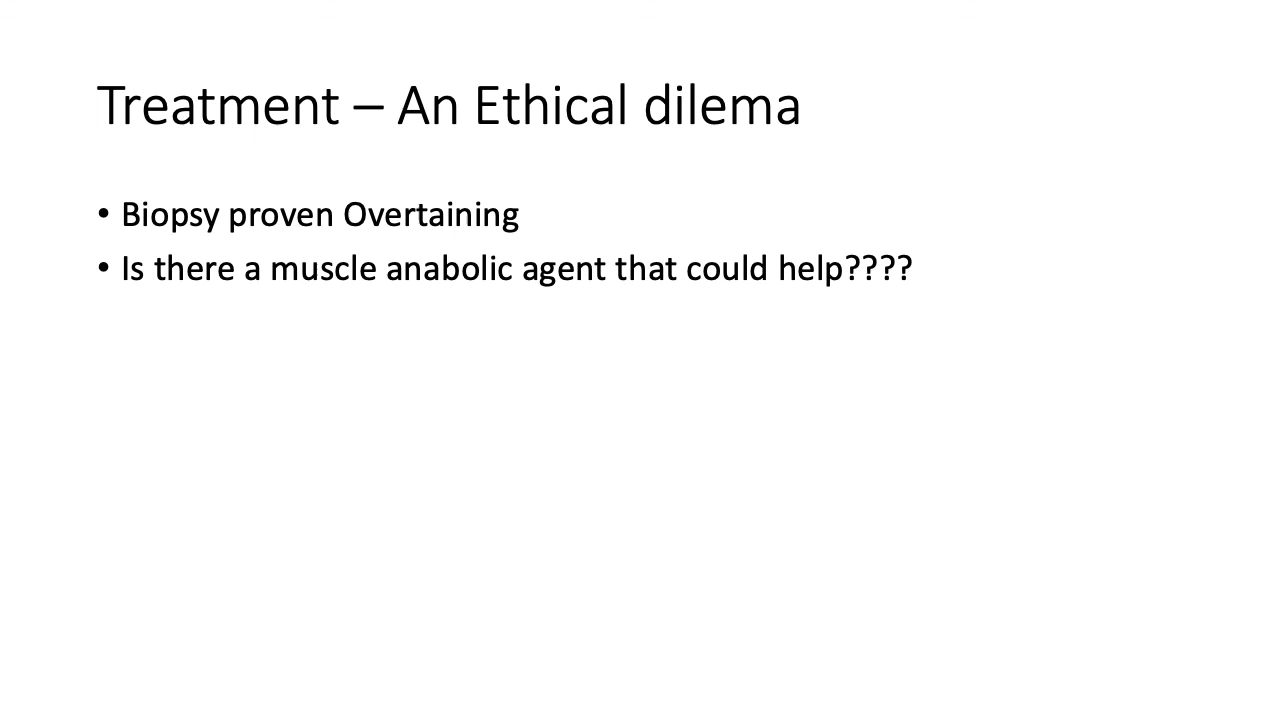 Treatment – An Ethical dilema
• Biopsy proven Overtaining
• Is there a muscle anabolic agent that could help????